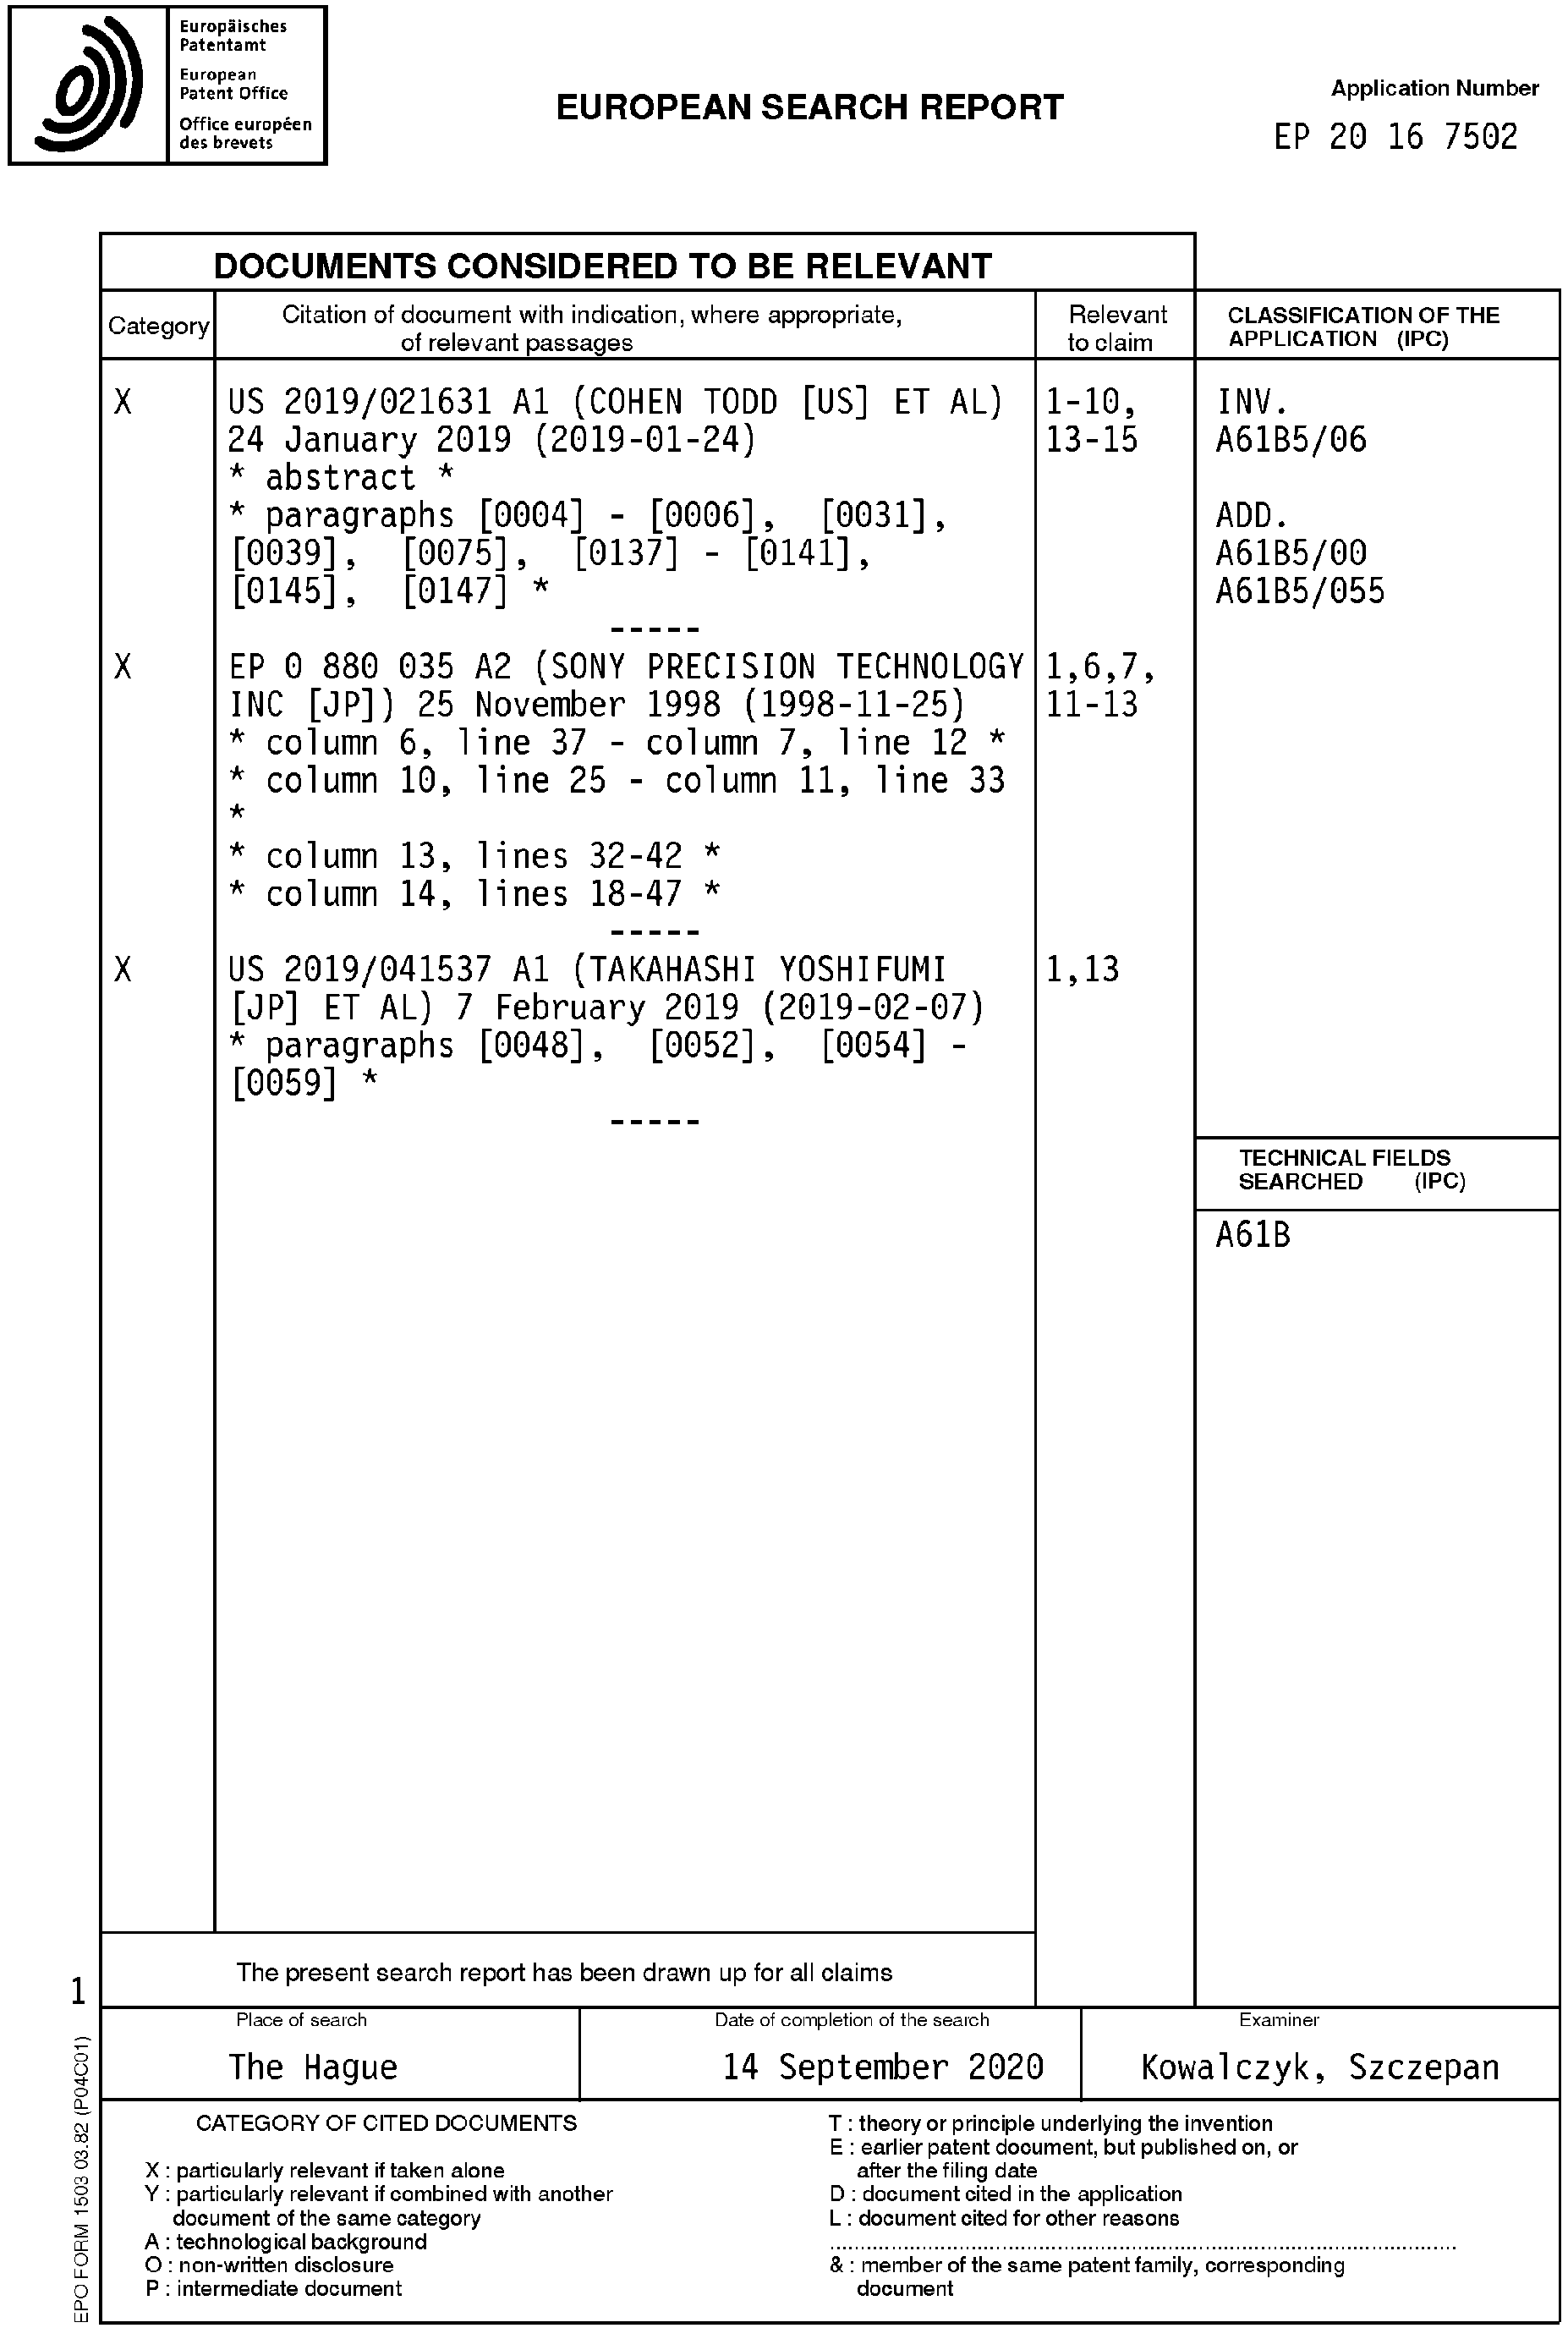 Europäisches
Patentamt
European
Patent Office
Office européen
des brevets
EUROPEAN SEARCH REPORT
Application Number
EP 20 16 7502
DOCUMENTS CONSIDERED TO BE RELEVANT
Category
Citation of document with indication, where appropriate,
of relevant passages
Relevant
to claim
CLASSIFICATION OF THE
APPLICATION (IPC)
X
US 2019/021631 A1 (COHEN TODD [US] ET AL)
24 January 2019 (2019-01-24)
* abstract *
* paragraphs [0004] - [0006], [0031],
[0039], [0075], [0137] - [0141],
[0145], [0147] *
-----
1-10,
13-15
INV.
A61B5/06
ADD.
A61B5/00
A61B5/055
X
EP 0 880 035 A2 (SONY PRECISION TECHNOLOGY
INC [JP]) 25 November 1998 (1998-11-25)
* column 6, line 37 - column 7, line 12 *
* column 10, line 25 - column 11, line 33
*
* column 13, lines 32-42 *
* column 14, lines 18-47 *
-----
1,6,7,
11-13
X
US 2019/041537 A1 (TAKAHASHI YOSHIFUMI
[JP] ET AL) 7 February 2019 (2019-02-07)
* paragraphs [0048], [0052], [0054] -
[0059] *
-----
1,13
TECHNICAL FIELDS
SEARCHED (IPC)
A61B
The present search report has been drawn up for all claims
1
Place of search
The Hague
Date of completion of the search
14 September 2020
Examiner
Kowalczyk, Szczepan
CATEGORY OF CITED DOCUMENTS
X : particularly relevant if taken alone
Y : particularly relevant if combined with another
document of the same category
A : technological background
O : non-written disclosure
P : intermediate document
T : theory or principle underlying the invention
E : earlier patent document, but published on, or
after the filing date
D : document cited in the application
L : document cited for other reasons
& : member of the same patent family, corresponding
document
EPO FORM 1503 03.82 (P04C01)